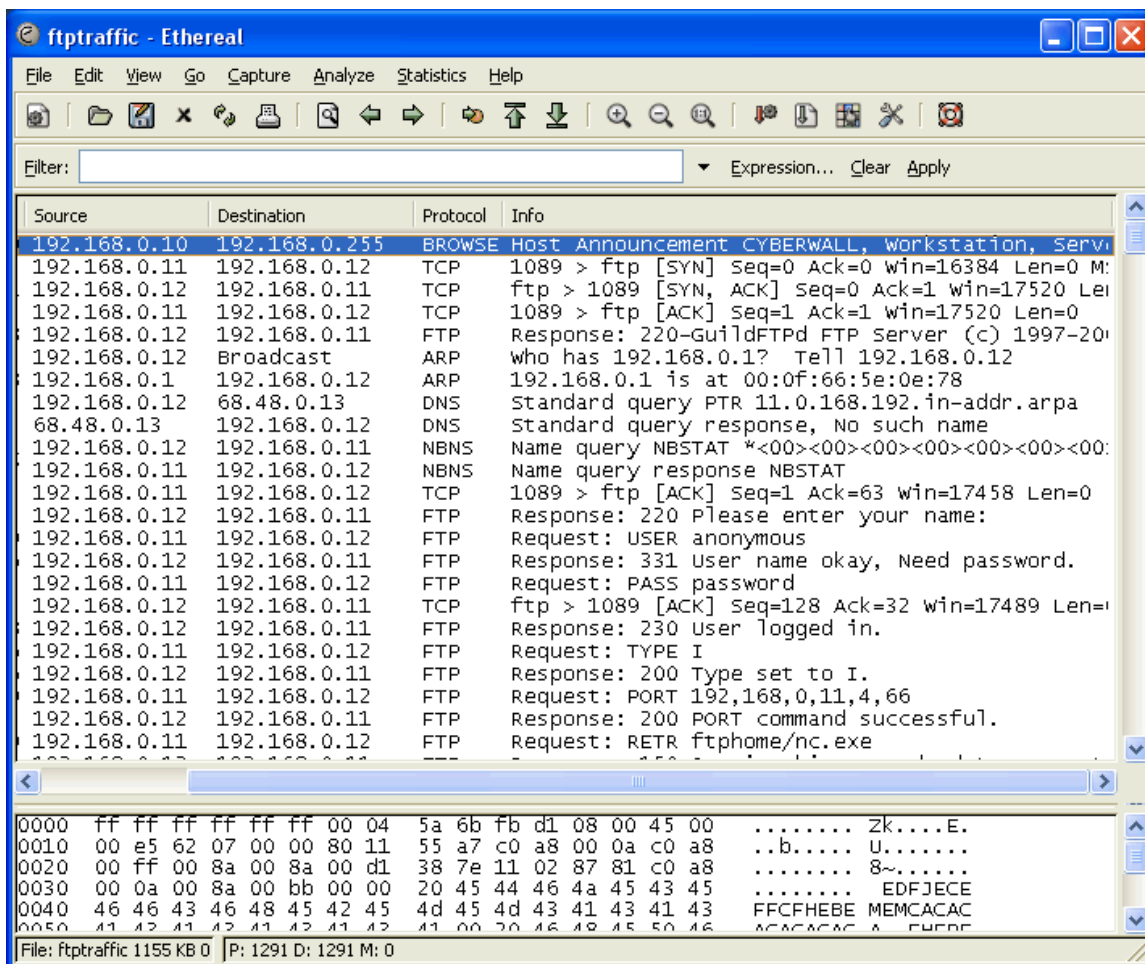 ftptraffic - Ethereal
File Edit View Go Capture Analyze Statistics Help
Filter: Expression... Clear Apply
Source Destination Protocol Info
192.168.0.10 192.168.0.255 BROWSE Host Announcement CYBERWALL, Workstation, Serv
192.168.0.11 192.168.0.12 TCP 1089 > ftp [SYN] Seq=0 Ack=0 Win=16384 Len=0 M
192.168.0.12 192.168.0.11 TCP ftp > 1089 [SYN, ACK] Seq=0 Ack=1 Win=17520 Le
192.168.0.11 192.168.0.12 TCP 1089 > ftp [ACK] Seq=1 Ack=1 Win=17520 Len=0
192.168.0.12 192.168.0.11 FTP Response: 220-GuildFTPd FTP Server (c) 1997-20
192.168.0.12 Broadcast ARP Who has 192.168.0.1? Tell 192.168.0.12
192.168.0.1 192.168.0.12 ARP 192.168.0.1 is at 00:0f:66:5e:0e:78
192.168.0.12 68.48.0.13 DNS Standard query PTR 11.0.168.192.in-addr.arpa
68.48.0.13 192.168.0.12 DNS Standard query response, No such name
192.168.0.12 192.168.0.11 NBNS Name query NBSTAT *<00><00><00><00><00><00><00
192.168.0.11 192.168.0.12 NBNS Name query response NBSTAT
192.168.0.11 192.168.0.12 TCP 1089 > ftp [ACK] Seq=1 Ack=63 Win=17458 Len=0
192.168.0.12 192.168.0.11 FTP Response: 220 Please enter your name:
192.168.0.11 192.168.0.12 FTP Request: USER anonymous
192.168.0.12 192.168.0.11 FTP Response: 331 User name okay, Need password.
192.168.0.11 192.168.0.12 FTP Request: PASS password
192.168.0.12 192.168.0.11 TCP ftp > 1089 [ACK] Seq=128 Ack=32 Win=17489 Len=
192.168.0.12 192.168.0.11 FTP Response: 230 User logged in.
192.168.0.11 192.168.0.12 FTP Request: TYPE I
192.168.0.12 192.168.0.11 FTP Response: 200 Type set to I.
192.168.0.11 192.168.0.12 FTP Request: PORT 192,168,0,11,4,66
192.168.0.12 192.168.0.11 FTP Response: 200 PORT command successful.
192.168.0.11 192.168.0.12 FTP Request: RETR ftphome/nc.exe
0000 ff ff ff ff ff ff 00 04 5a 6b fb d1 08 00 45 00 ........ Zk....E.
0010 00 e5 62 07 00 00 80 11 55 a7 c0 a8 00 0a c0 a8 ..b..... U.......
0020 00 ff 00 8a 00 8a 00 d1 38 7e 11 02 87 81 c0 a8 ........ 8~......
0030 00 0a 00 8a 00 bb 00 00 20 45 44 46 4a 45 43 45 ........ EDFJECE
0040 46 46 43 46 48 45 42 45 4d 45 4d 43 41 43 41 43 FFCFHEBE MEMCACAC
File: ftptraffic 1155 KB 0 P: 1291 D: 1291 M: 0